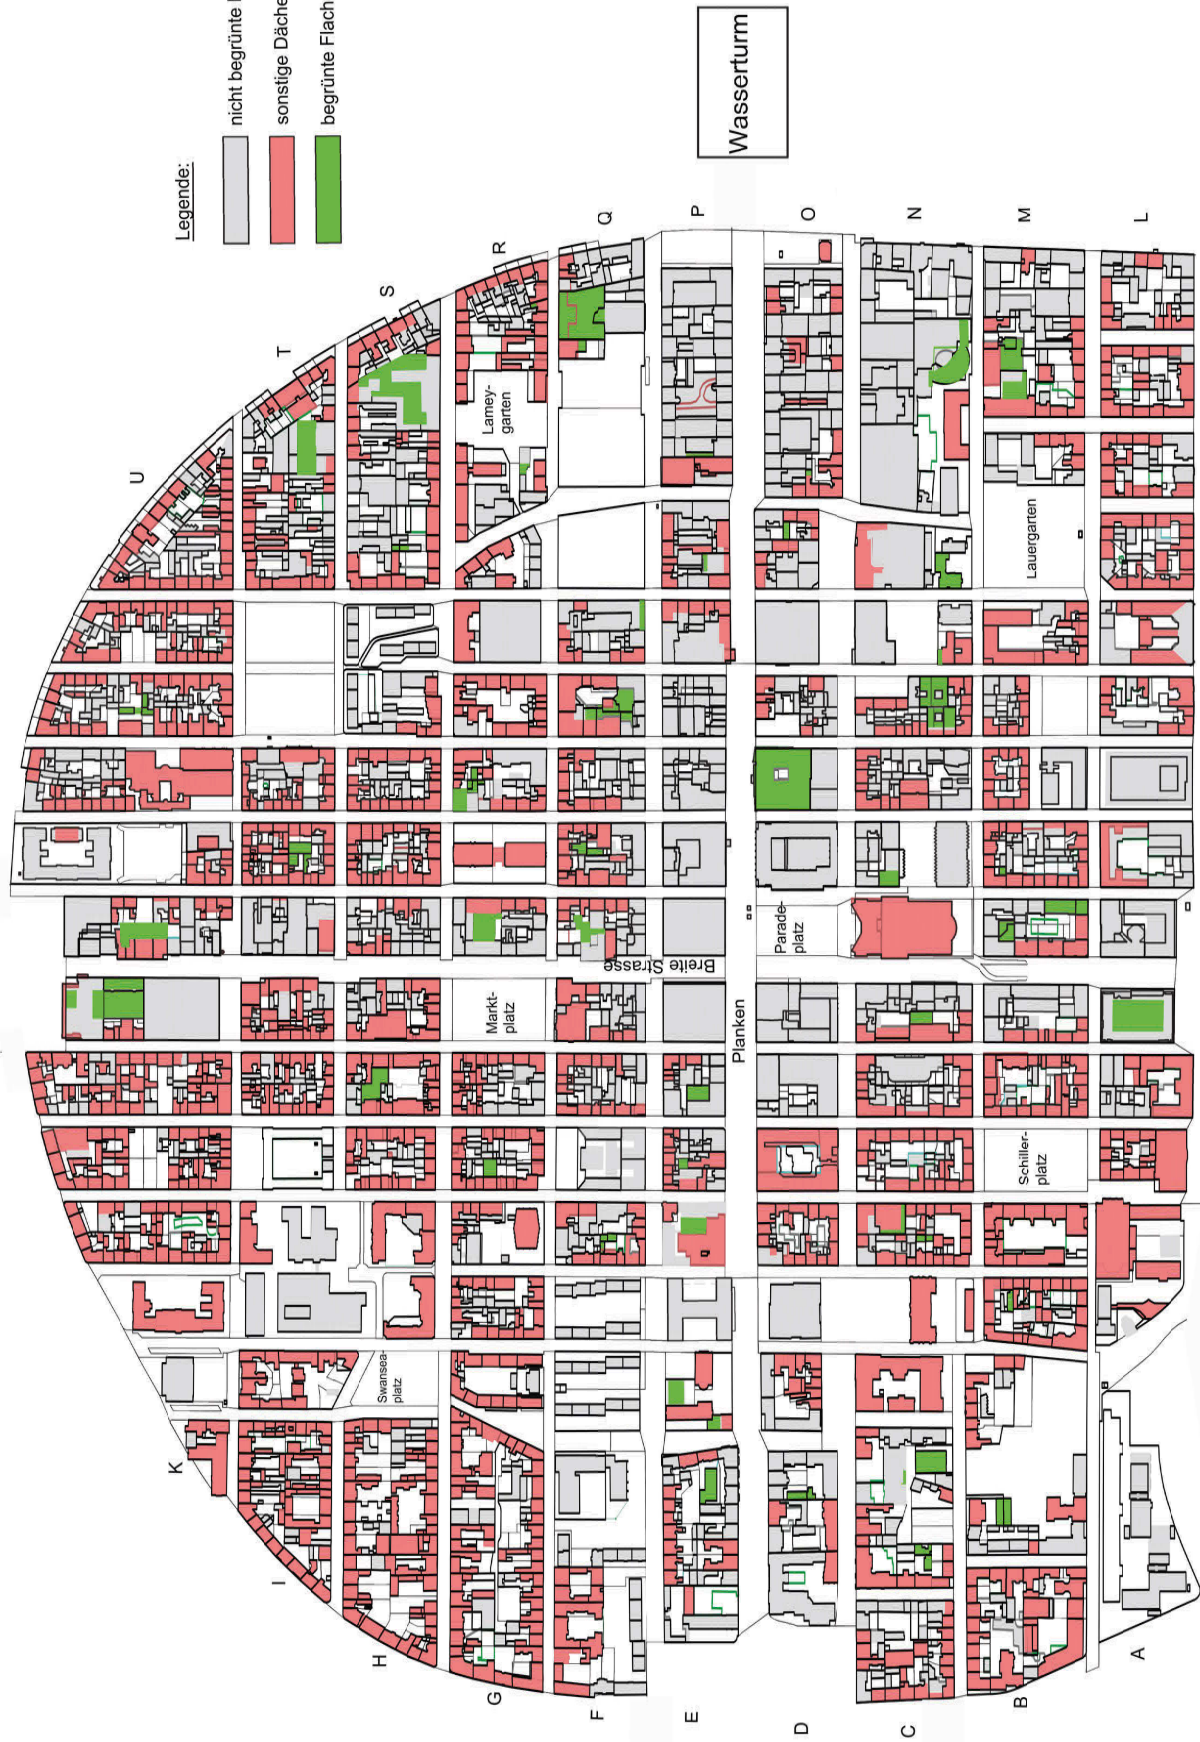 Legende:
nicht begrünte
sonstige Däche
begrünte Flach
Wasserturm
U
T
S
R
Q
P
O
N
M
L
Lamey-
garten
Lauergarten
Breite Strasse
Parade-
platz
Markt-
platz
Planken
Schiller-
platz
Swansea-
platz
K
I
H
G
F
E
D
C
B
A